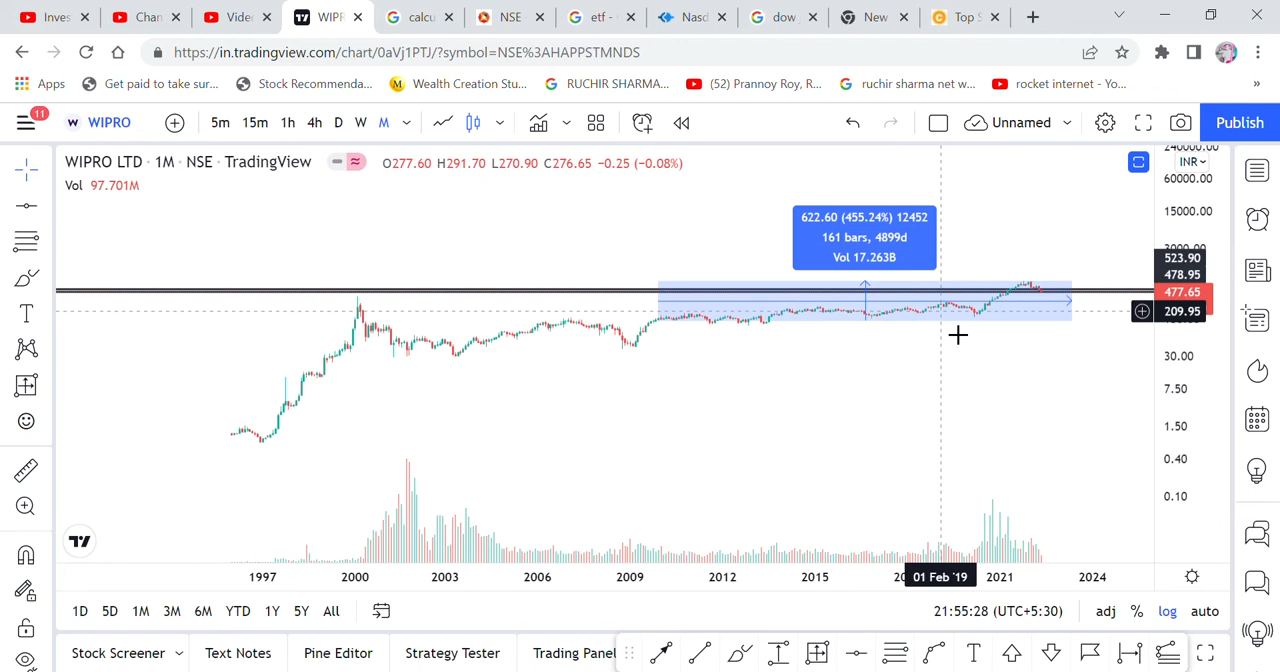 Inves
Chan
Video
WIPR
calcu
NSE -
etf -
Nasd
dow j
New
Top S
https://in.tradingview.com/chart/0aVj1PTJ/?symbol=NSE%3AHAPPSTMNDS
Apps
Get paid to take sur...
Stock Recommenda...
M Wealth Creation Stu...
RUCHIR SHARMA...
(52) Prannoy Roy, R...
ruchir sharma net w...
rocket internet - Yo...
»
11
W WIPRO
5m 15m 1h 4h D W M
Unnamed
Publish
WIPRO LTD · 1M · NSE · TradingView
O277.60 H291.70 L270.90 C276.65 −0.25 (−0.08%)
Vol 97.701M
INR
240000.00
60000.00
15000.00
3000.00
523.90
478.95
477.65
209.95
30.00
7.50
1.50
0.40
0.10
622.60 (455.24%) 12452
161 bars, 4899d
Vol 17.263B
1997 2000 2003 2006 2009 2012 2015 01 Feb '19 2021 2024
1D 5D 1M 3M 6M YTD 1Y 5Y All
21:55:28 (UTC+5:30)
adj % log auto
Stock Screener
Text Notes
Pine Editor
Strategy Tester
Trading Panel